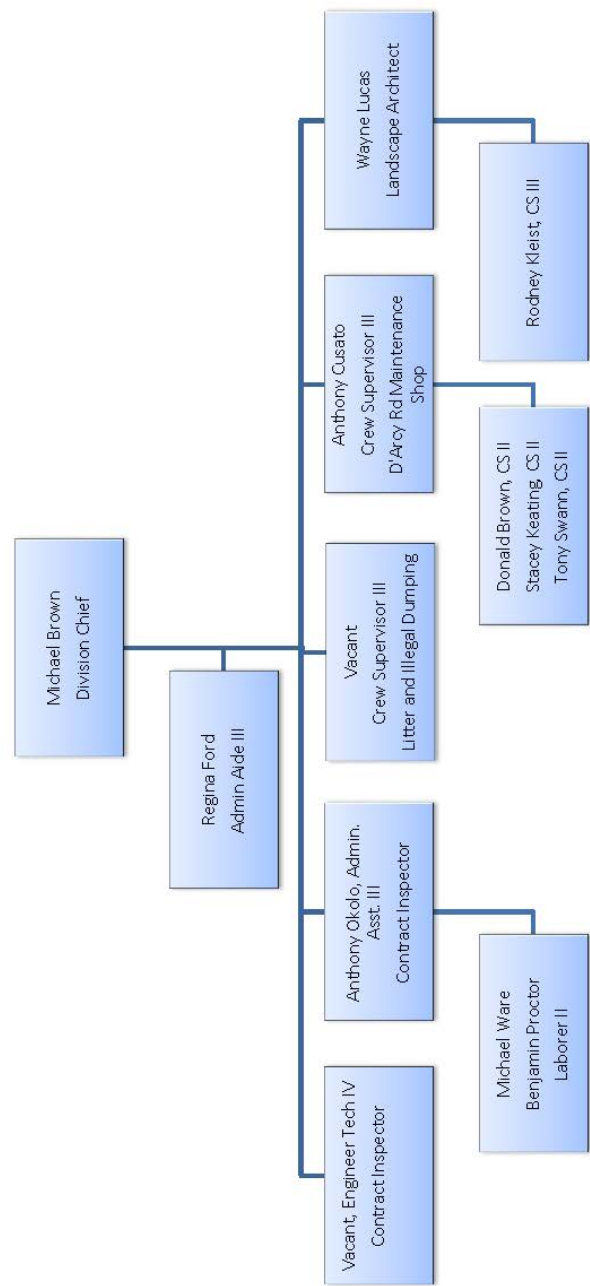 Michael Brown
Division Chief
Regina Ford
Admin Aide III
Vacant, Engineer Tech IV
Contract Inspector
Anthony Okolo, Admin.
Asst. III
Contract Inspector
Vacant
Crew Supervisor III
Litter and Illegal Dumping
Anthony Cusato
Crew Supervisor III
D'Arcy Rd Maintenance
Shop
Wayne Lucas
Landscape Architect
Michael Ware
Benjamin Proctor
Laborer II
Donald Brown, CS II
Stacey Keating, CS II
Tony Swann, CS II
Rodney Kleist, CS III